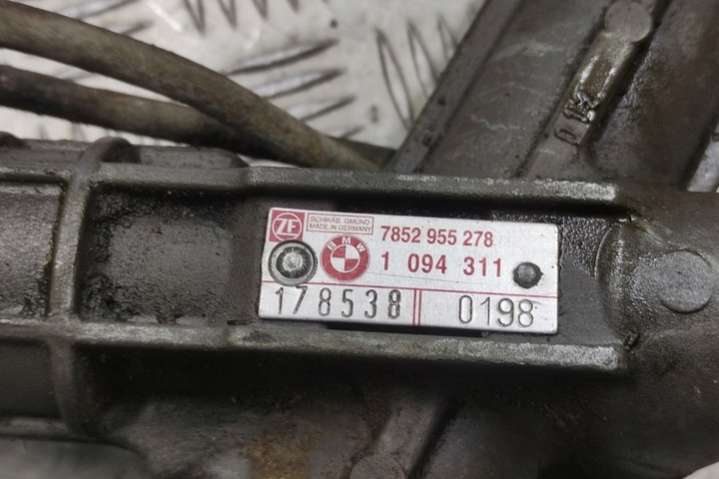 ZF SCHWÄB. GMÜND
MADE IN GERMANY
7852 955 278
BMW 1 094 311
178538 0198